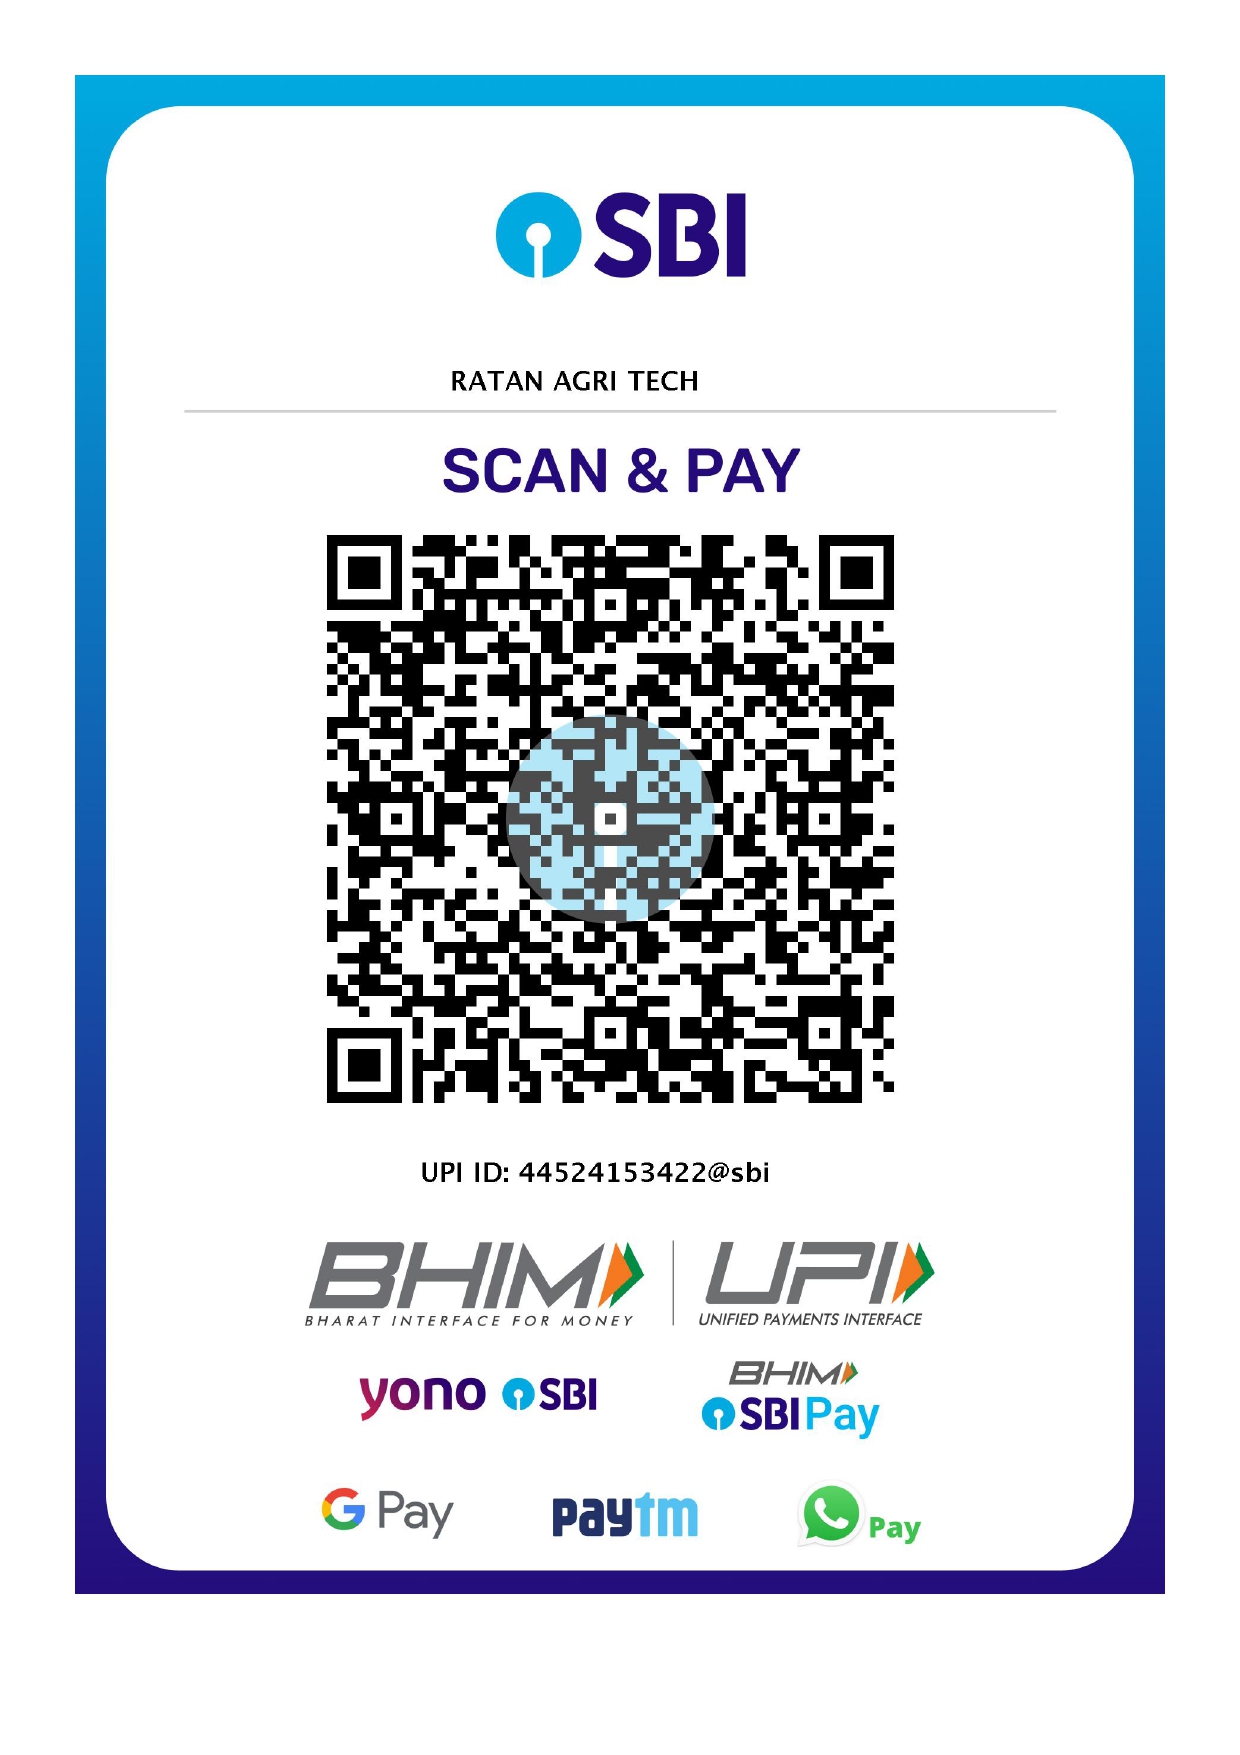 SBI
RATAN AGRI TECH
SCAN & PAY
UPI ID: 44524153422@sbi
BHIM UPI
BHARAT INTERFACE FOR MONEY UNIFIED PAYMENTS INTERFACE
yono SBI
BHIM
SBI Pay
G Pay paytm Pay